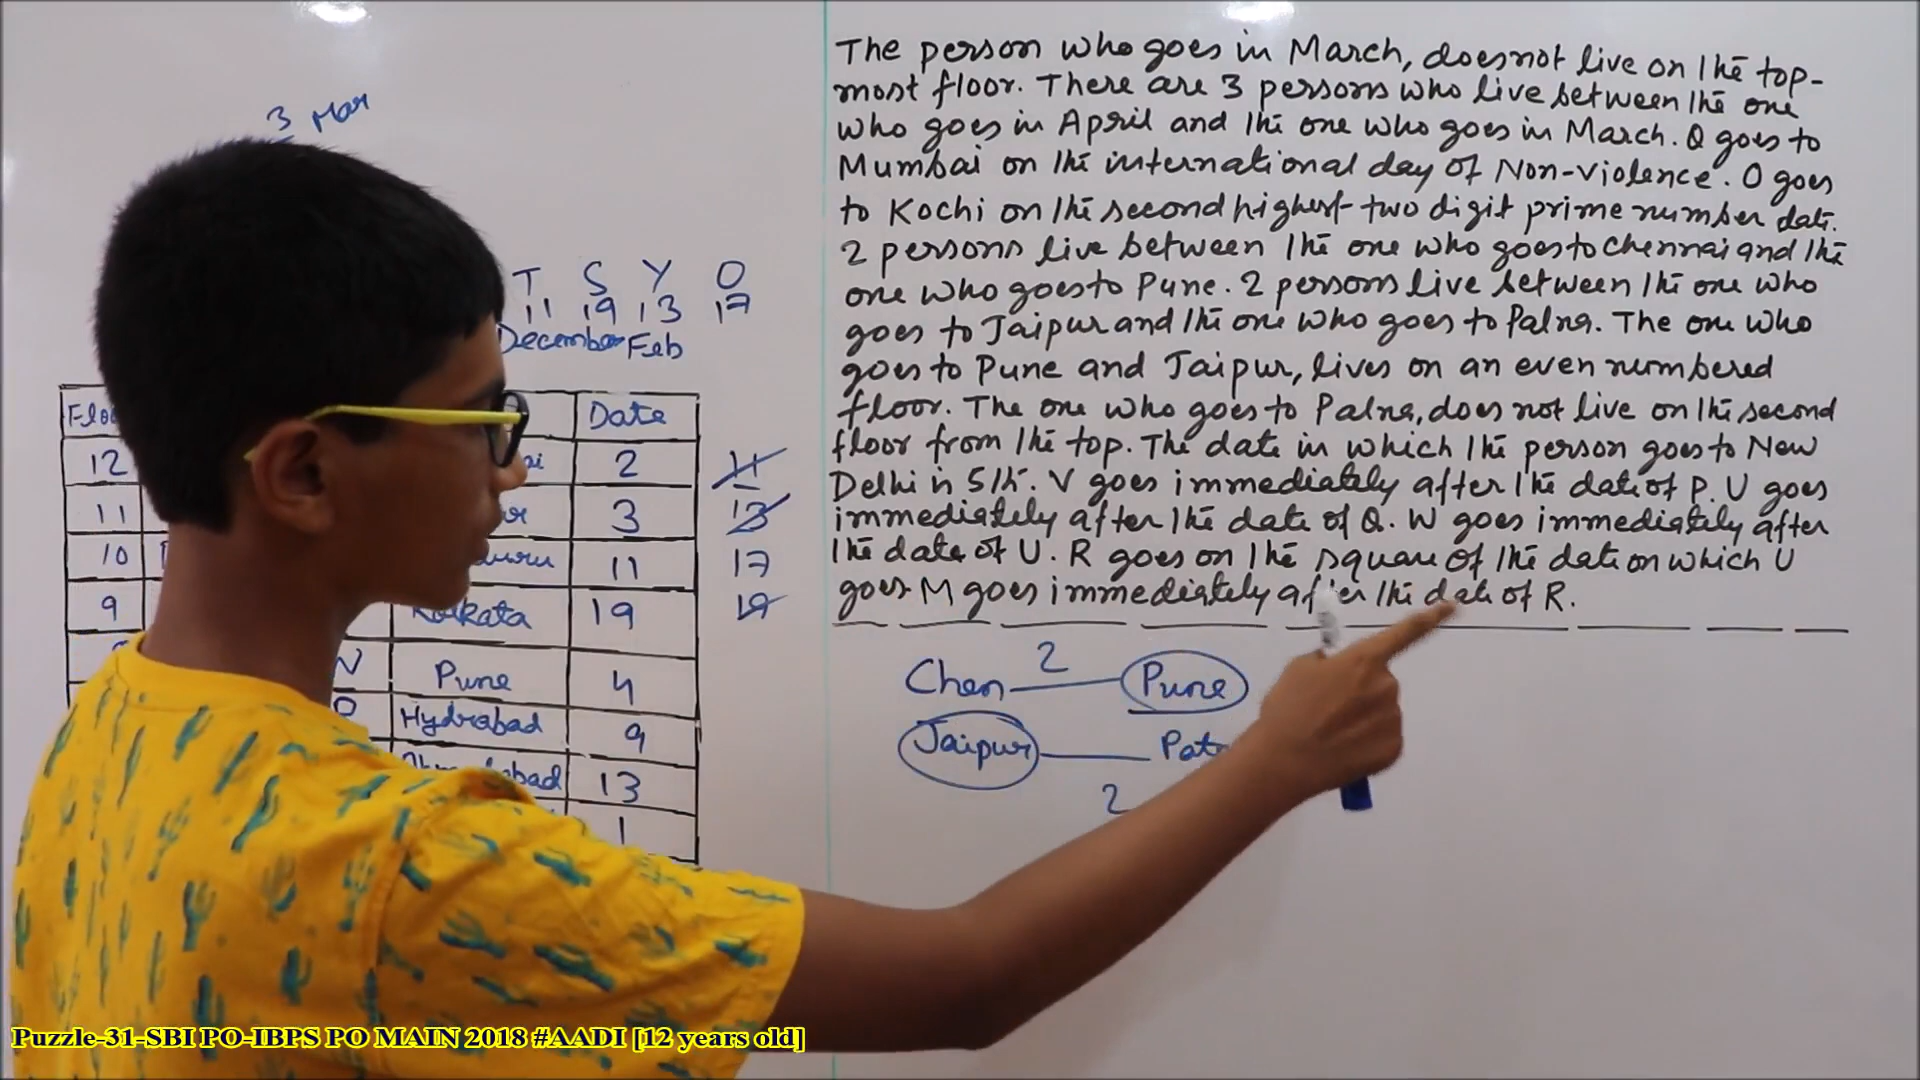 3 Mar
T S Y O
11 19 13 17
December Feb
Date
12 2 11
11 3 13
10 11 17
9 Kolkata 19 19
Pune 4
Hydrabad 9
13
1
The person who goes in March, does not live on the top-
most floor. There are 3 persons who live between the one
who goes in April and the one who goes in March. Q goes to
Mumbai on the international day of Non-violence. O goes
to Kochi on the second highest two digit prime number date.
2 persons live between the one who goes to chennai and the
one who goes to Pune. 2 persons live between the one who
goes to Jaipur and the one who goes to Patna. The one who
goes to Pune and Jaipur, lives on an even numbered
floor. The one who goes to Patna, does not live on the second
floor from the top. The date in which the person goes to New
Delhi is 5th. V goes immediately after the date of P. U goes
immediately after the date of Q. W goes immediately after
the date of U. R goes on the square of the date on which U
goes. M goes immediately after the date of R.
Chen 2 Pune
Jaipur
2
Puzzle-31-SBI PO-IBPS PO MAIN 2018 #AADI [12 years old]